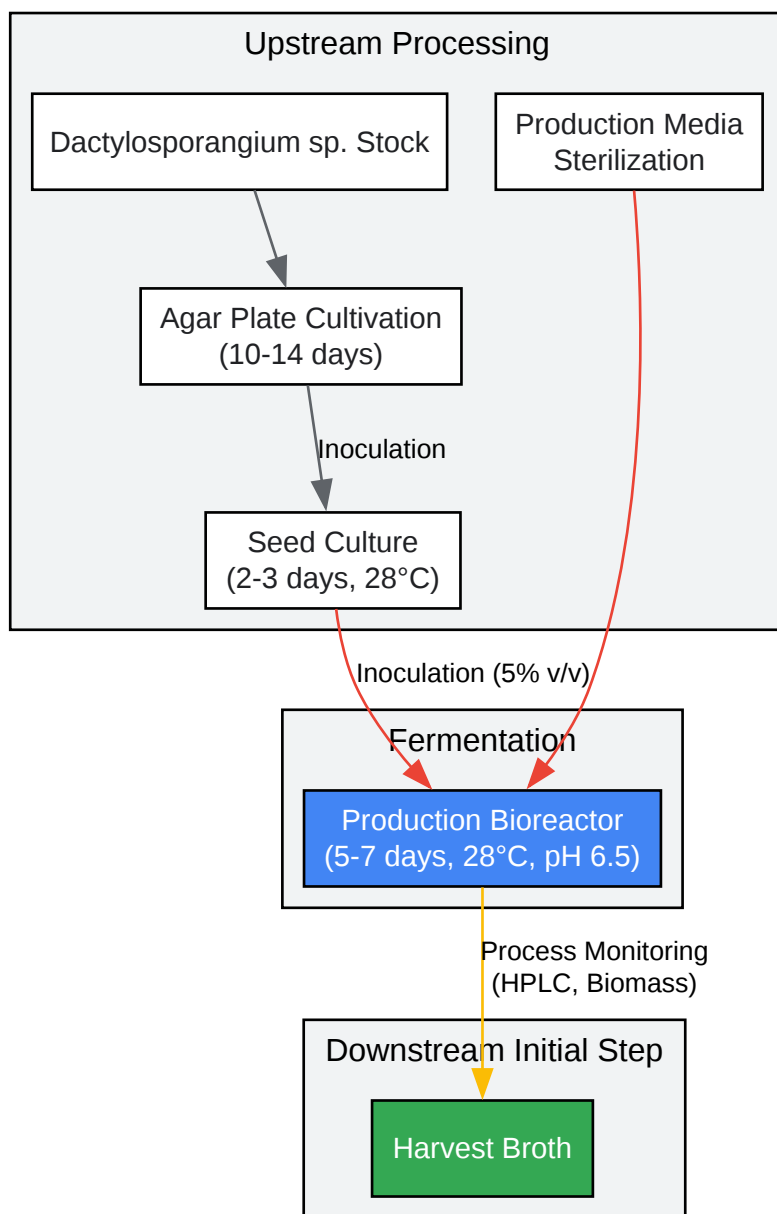 Upstream Processing
Dactylosporangium sp. Stock
Production Media
Sterilization
Agar Plate Cultivation
(10-14 days)
Inoculation
Seed Culture
(2-3 days, 28°C)
Inoculation (5% v/v)
Fermentation
Production Bioreactor
(5-7 days, 28°C, pH 6.5)
Process Monitoring
(HPLC, Biomass)
Downstream Initial Step
Harvest Broth